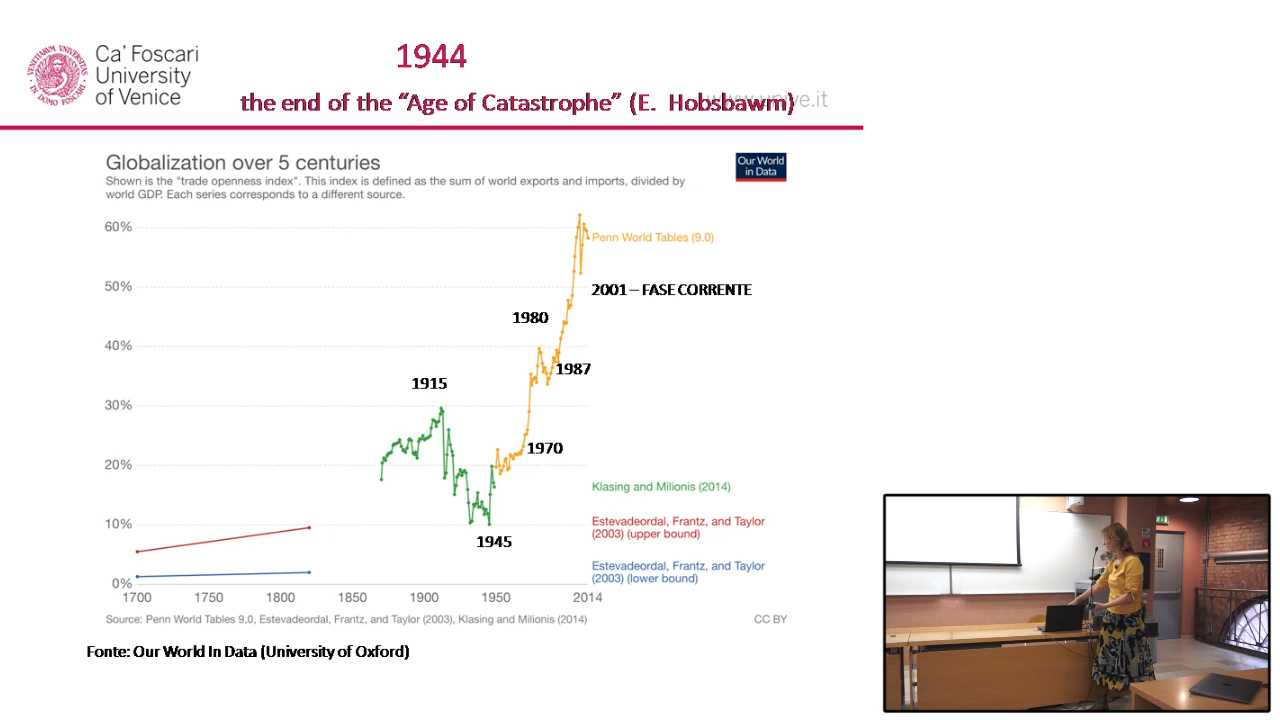 Ca' Foscari
University
of Venice
1944
the end of the “Age of Catastrophe” (E. Hobsbawm)
Globalization over 5 centuries
Shown is the "trade openness index". This index is defined as the sum of world exports and imports, divided by
world GDP. Each series corresponds to a different source.
Our World
in Data
60%
50%
40%
30%
20%
10%
0%
Penn World Tables (9.0)
2001 – FASE CORRENTE
1980
1987
1915
1970
1945
Klasing and Milionis (2014)
Estevadeordal, Frantz, and Taylor
(2003) (upper bound)
Estevadeordal, Frantz, and Taylor
(2003) (lower bound)
1700 1750 1800 1850 1900 1950 2014
Source: Penn World Tables 9.0, Estevadeordal, Frantz, and Taylor (2003), Klasing and Milionis (2014)
CC BY
Fonte: Our World In Data (University of Oxford)